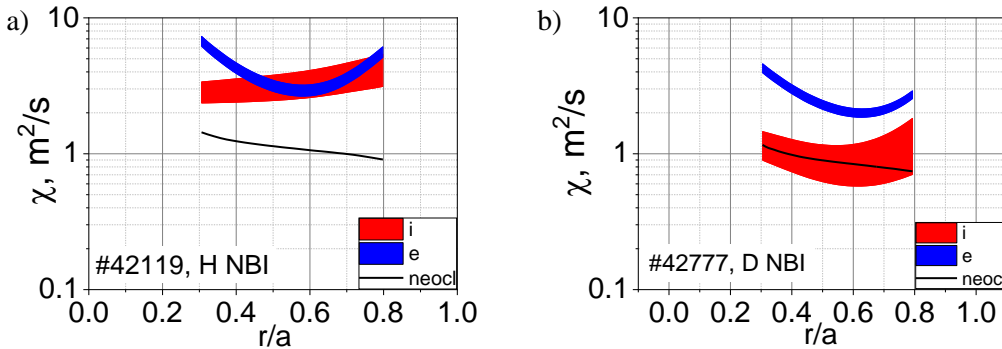 a)
10
1
0.1
χ, m²/s
i
e
neocl
#42119, H NBI
0.0 0.2 0.4 0.6 0.8 1.0
r/a
b)
10
1
0.1
χ, m²/s
i
e
neocl
#42777, D NBI
0.0 0.2 0.4 0.6 0.8 1.0
r/a